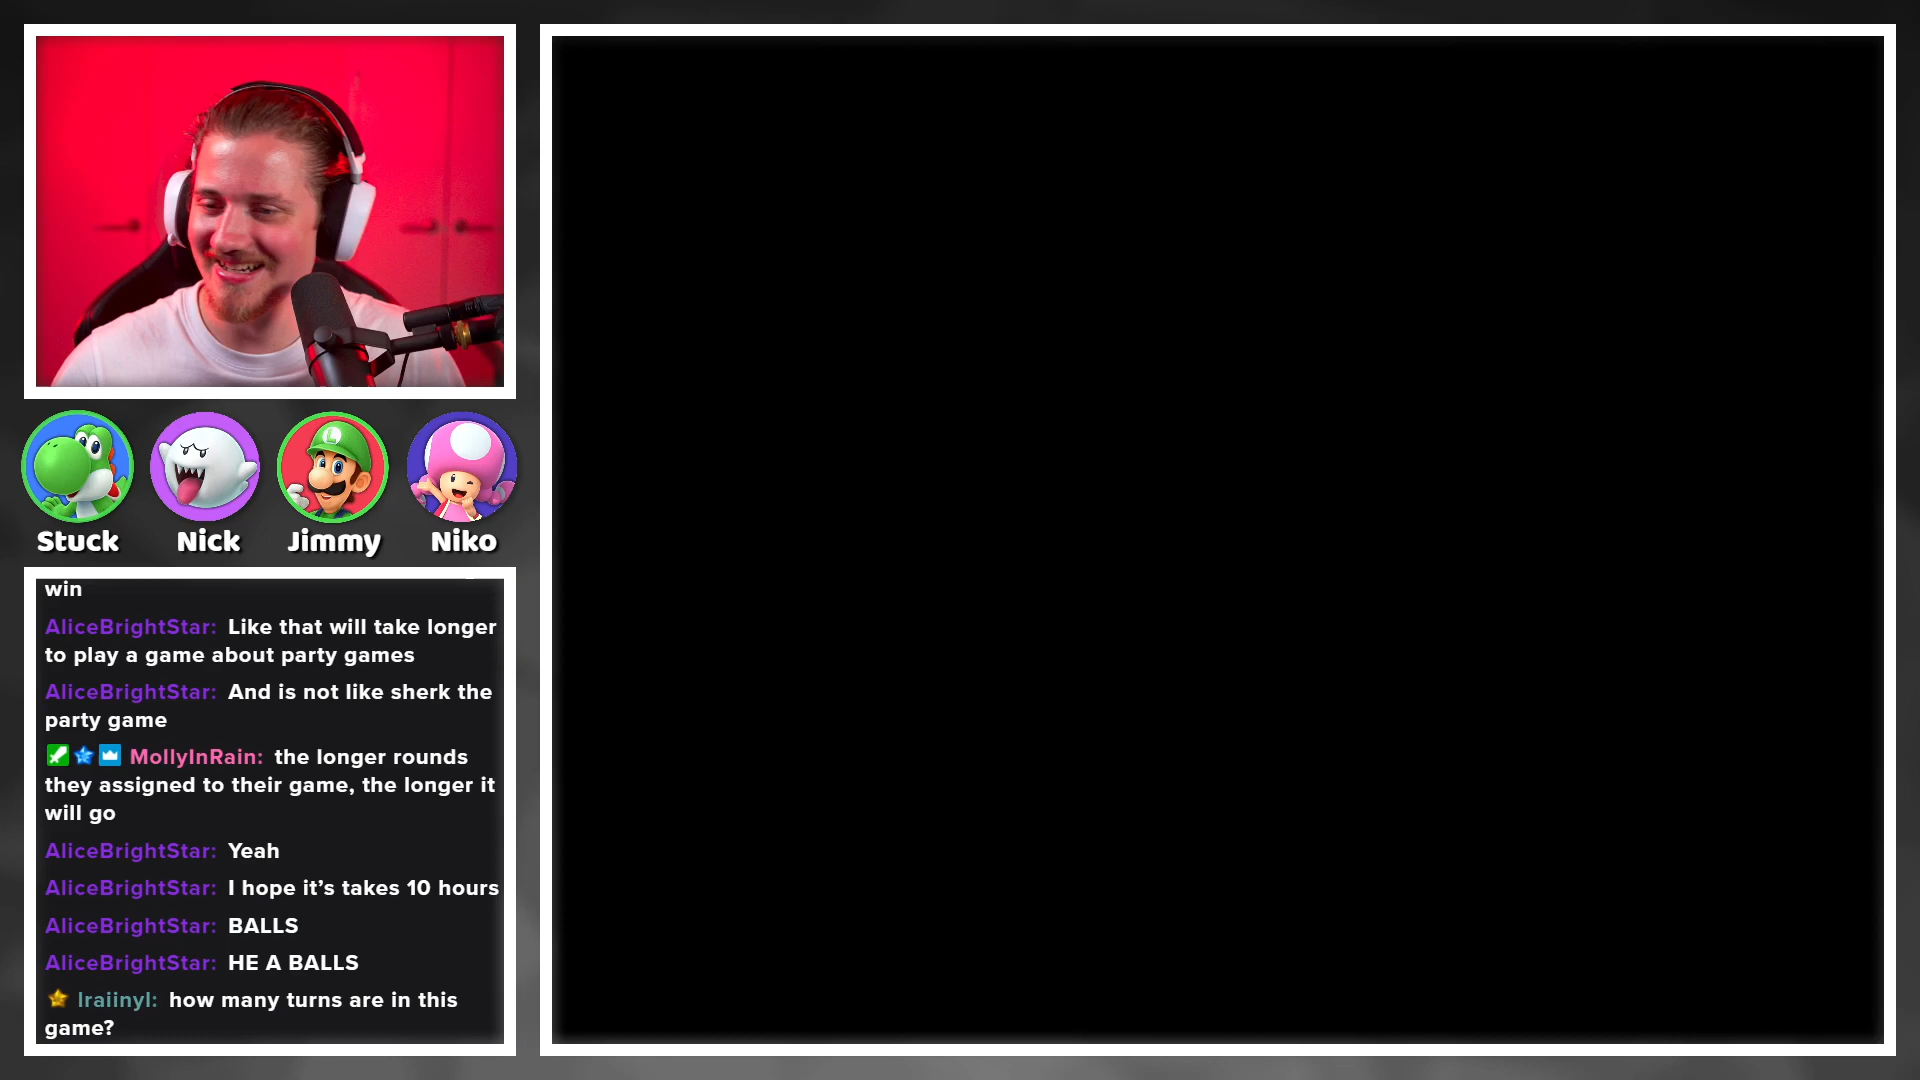 Stuck Nick Jimmy Niko
win
AliceBrightStar: Like that will take longer
to play a game about party games
AliceBrightStar: And is not like sherk the
party game
MollyInRain: the longer rounds
they assigned to their game, the longer it
will go
AliceBrightStar: Yeah
AliceBrightStar: I hope it’s takes 10 hours
AliceBrightStar: BALLS
AliceBrightStar: HE A BALLS
lraiinyl: how many turns are in this
game?